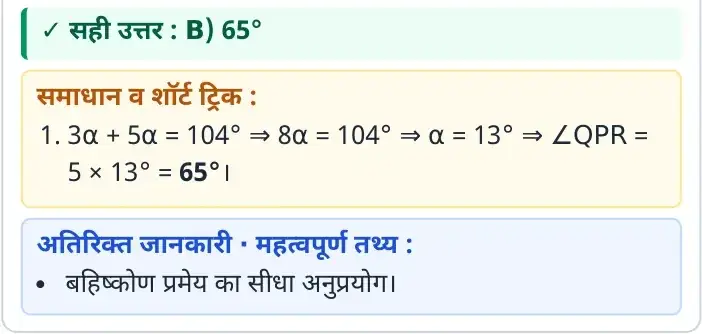 ✓ सही उत्तर : B) 65°
समाधान व शॉर्ट ट्रिक :
1. 3α + 5α = 104° ⇒ 8α = 104° ⇒ α = 13° ⇒ ∠QPR =
5 × 13° = 65°।
अतिरिक्त जानकारी · महत्वपूर्ण तथ्य :
• बहिष्कोण प्रमेय का सीधा अनुप्रयोग।